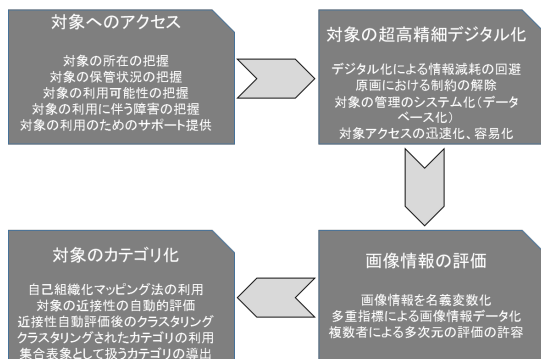 対象へのアクセス
対象の所在の把握
対象の保管状況の把握
対象の利用可能性の把握
対象の利用に伴う障害の把握
対象の利用のためのサポート提供
対象の超高精細デジタル化
デジタル化による情報減耗の回避
原画における制約の解除
対象の管理のシステム化（データ
ベース化）
対象アクセスの迅速化、容易化
画像情報の評価
画像情報を名義変数化
多重指標による画像情報データ化
複数者による多次元の評価の許容
対象のカテゴリ化
自己組織化マッピング法の利用
対象の近接性の自動的評価
近接性自動評価後のクラスタリング
クラスタリングされたカテゴリの利用
集合表象として扱うカテゴリの導出